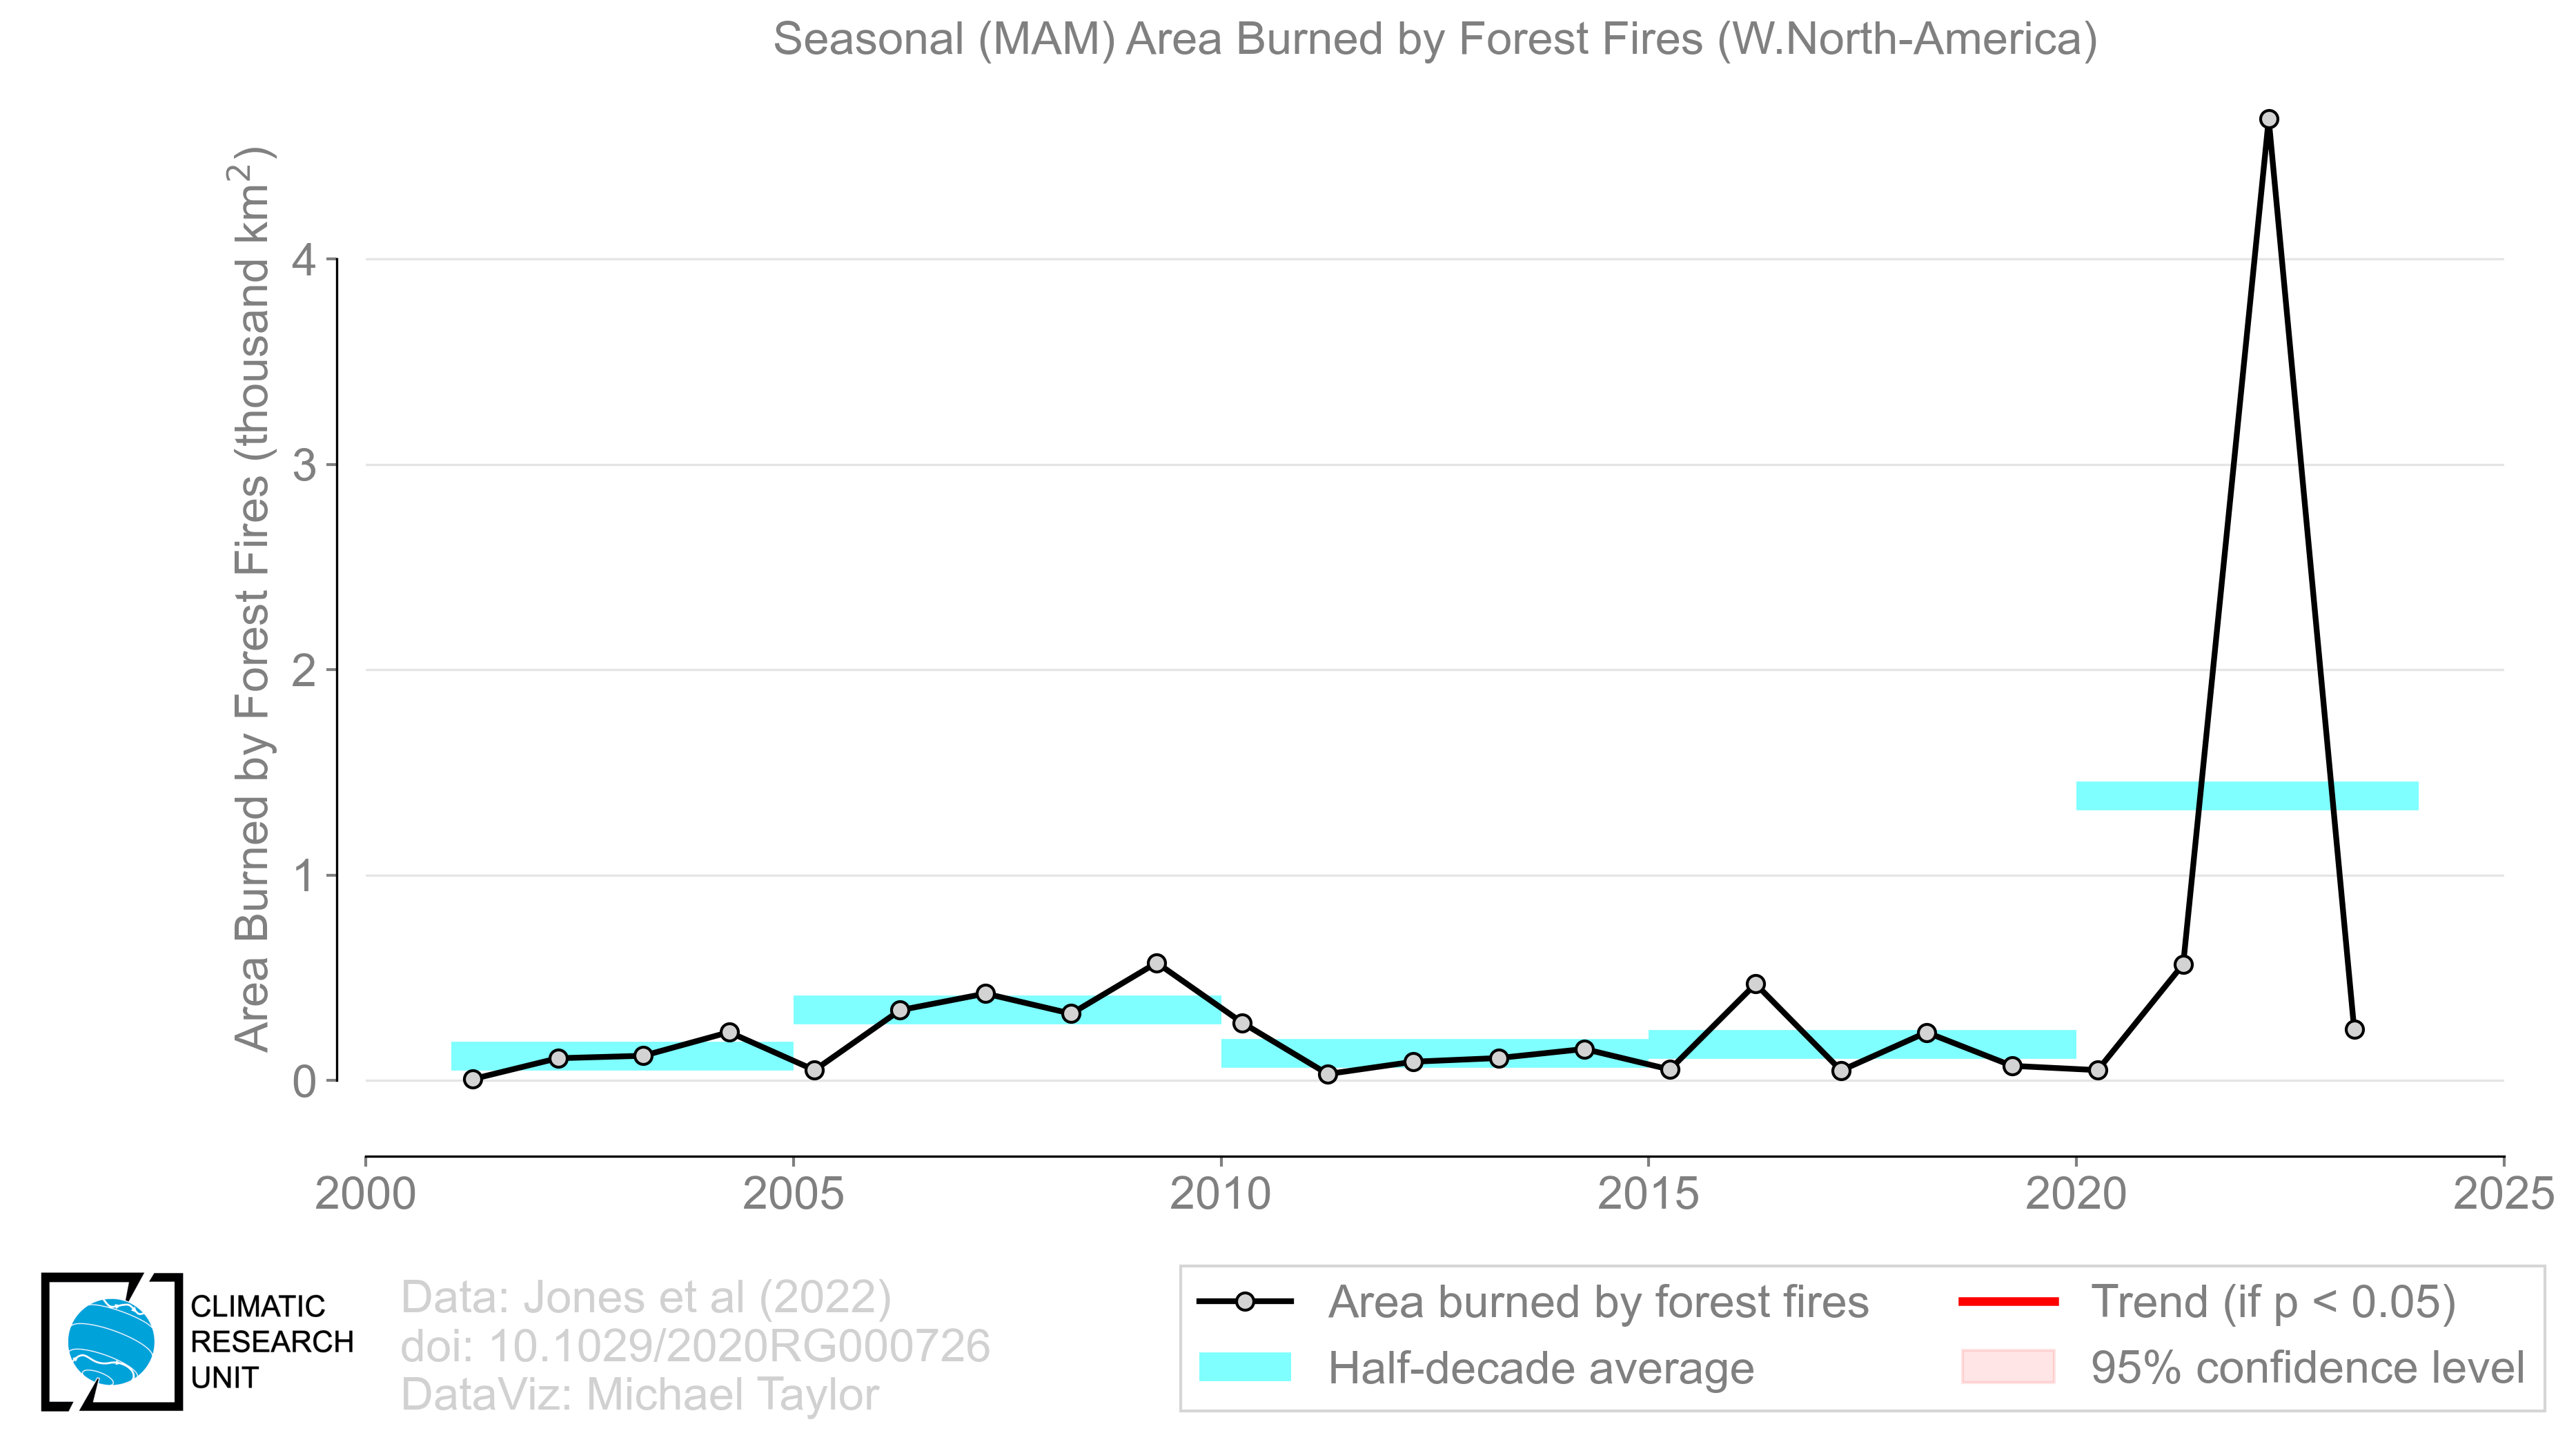 Seasonal (MAM) Area Burned by Forest Fires (W.North-America)
Area Burned by Forest Fires (thousand km²)
4
3
2
1
0
2000 2005 2010 2015 2020 2025
CLIMATIC
RESEARCH
UNIT
Data: Jones et al (2022)
doi: 10.1029/2020RG000726
DataViz: Michael Taylor
Area burned by forest fires
Half-decade average
Trend (if p < 0.05)
95% confidence level